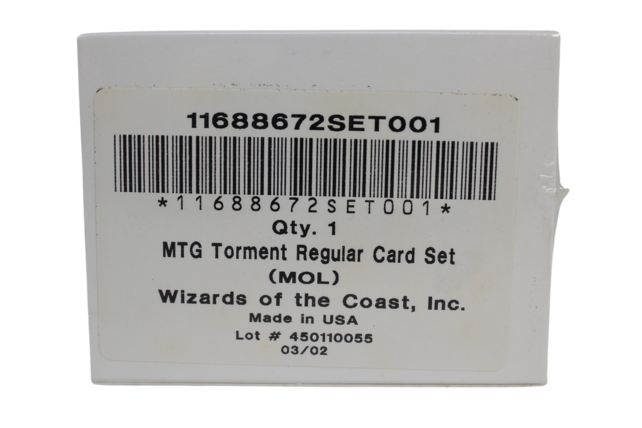 11688672SET001
*11688672SET001*
Qty. 1
MTG Torment Regular Card Set
(MOL)
Wizards of the Coast, Inc.
Made in USA
Lot # 450110055
03/02